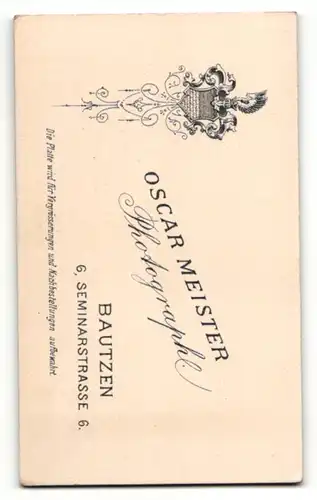 OSCAR MEISTER
Photograph
BAUTZEN
6, SEMINARSTRASSE 6.
Die Platte wird für Vergrösserungen und Nachbestellungen aufbewahrt.